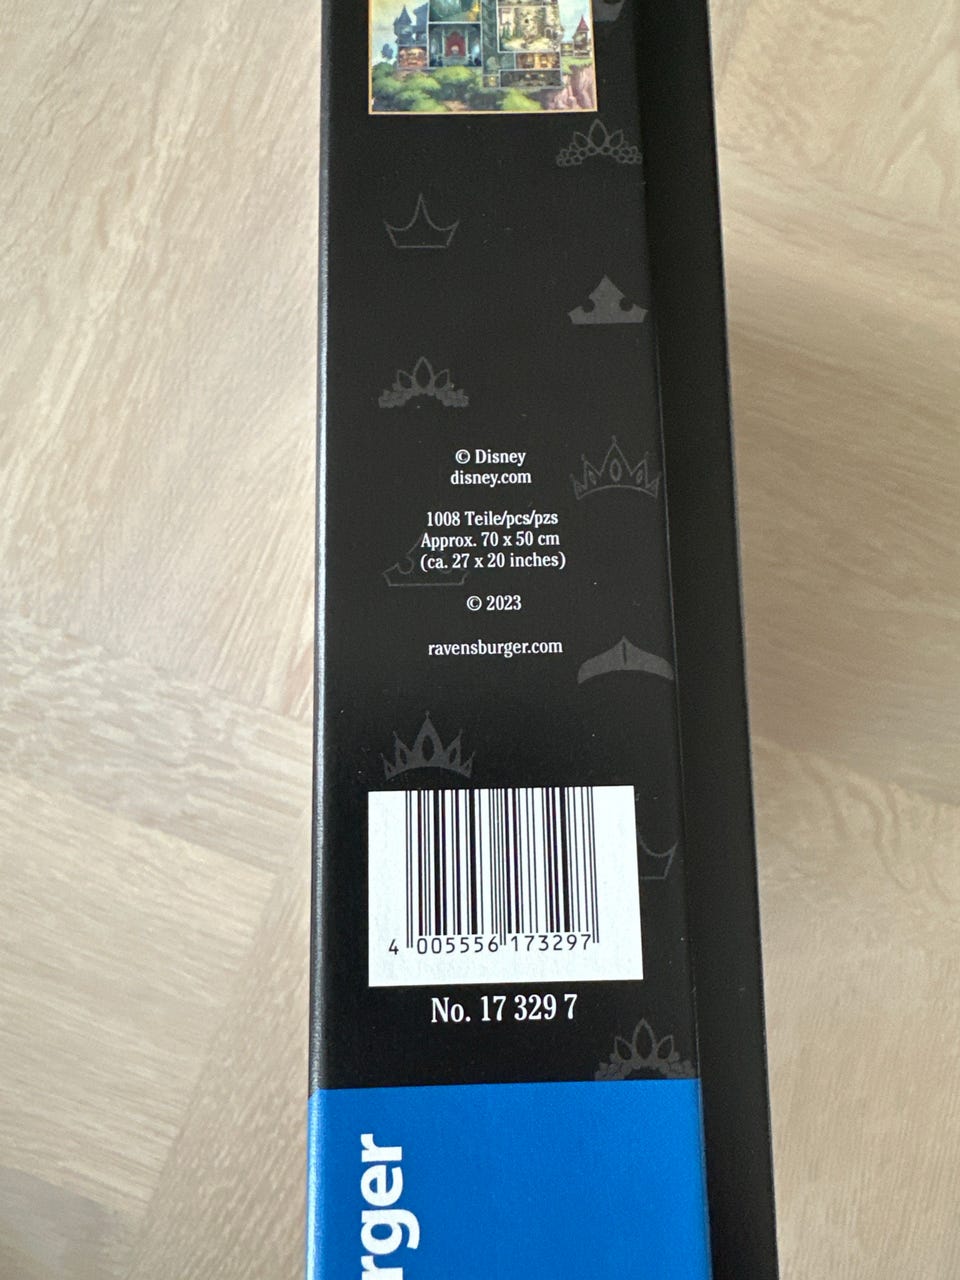 © Disney
disney.com
1008 Teile/pcs/pzs
Approx. 70 x 50 cm
(ca. 27 x 20 inches)
© 2023
ravensburger.com
4 005556 173297
No. 17 329 7
rger